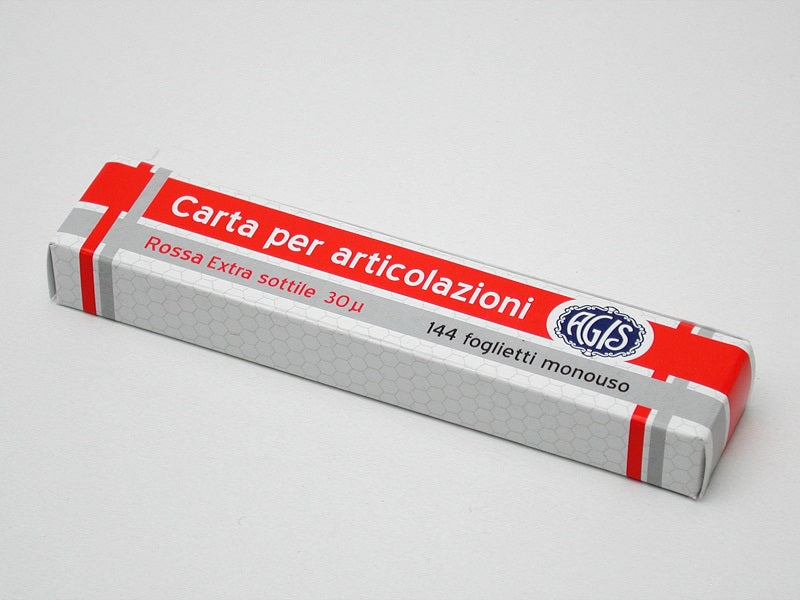 Carta per articolazioni
Rossa Extra sottile 30µ
144 foglietti monouso
AGIS